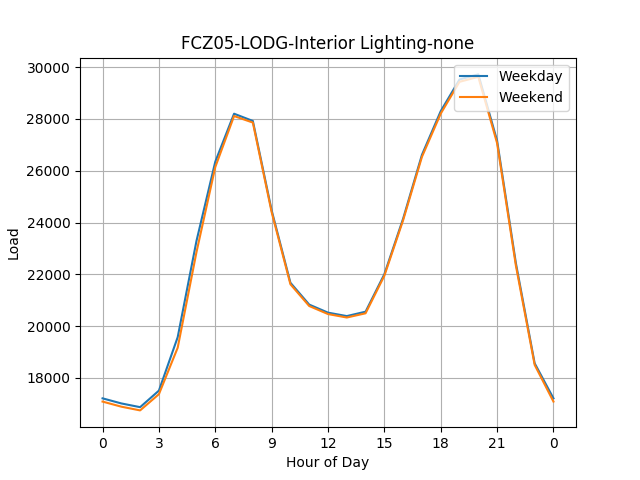 FCZ05-LODG-Interior Lighting-none
30000
28000
26000
24000
22000
20000
18000
Load
Weekday
Weekend
0 3 6 9 12 15 18 21 0
Hour of Day